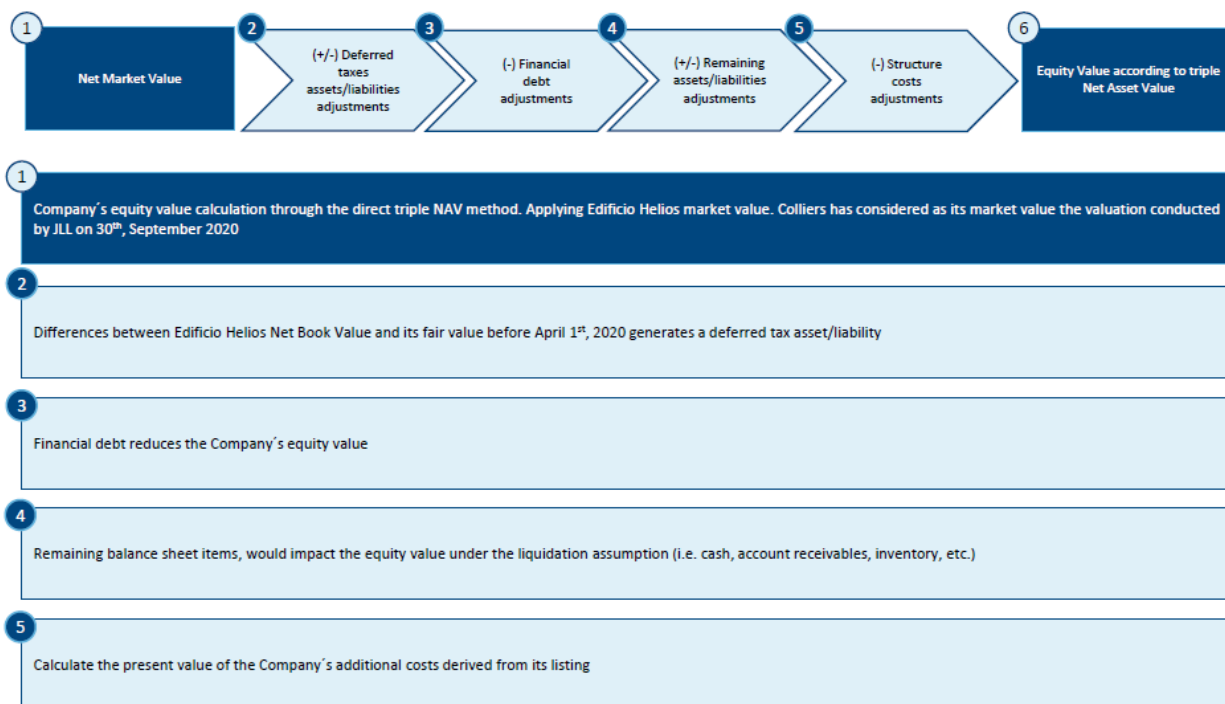 1
Net Market Value
2
(+/-) Deferred
taxes
assets/liabilities
adjustments
3
(-) Financial
debt
adjustments
4
(+/-) Remaining
assets/liabilities
adjustments
5
(-) Structure
costs
adjustments
6
Equity Value according to triple
Net Asset Value
1
Company´s equity value calculation through the direct triple NAV method. Applying Edificio Helios market value. Colliers has considered as its market value the valuation conducted
by JLL on 30th, September 2020
2
Differences between Edificio Helios Net Book Value and its fair value before April 1st, 2020 generates a deferred tax asset/liability
3
Financial debt reduces the Company´s equity value
4
Remaining balance sheet items, would impact the equity value under the liquidation assumption (i.e. cash, account receivables, inventory, etc.)
5
Calculate the present value of the Company´s additional costs derived from its listing